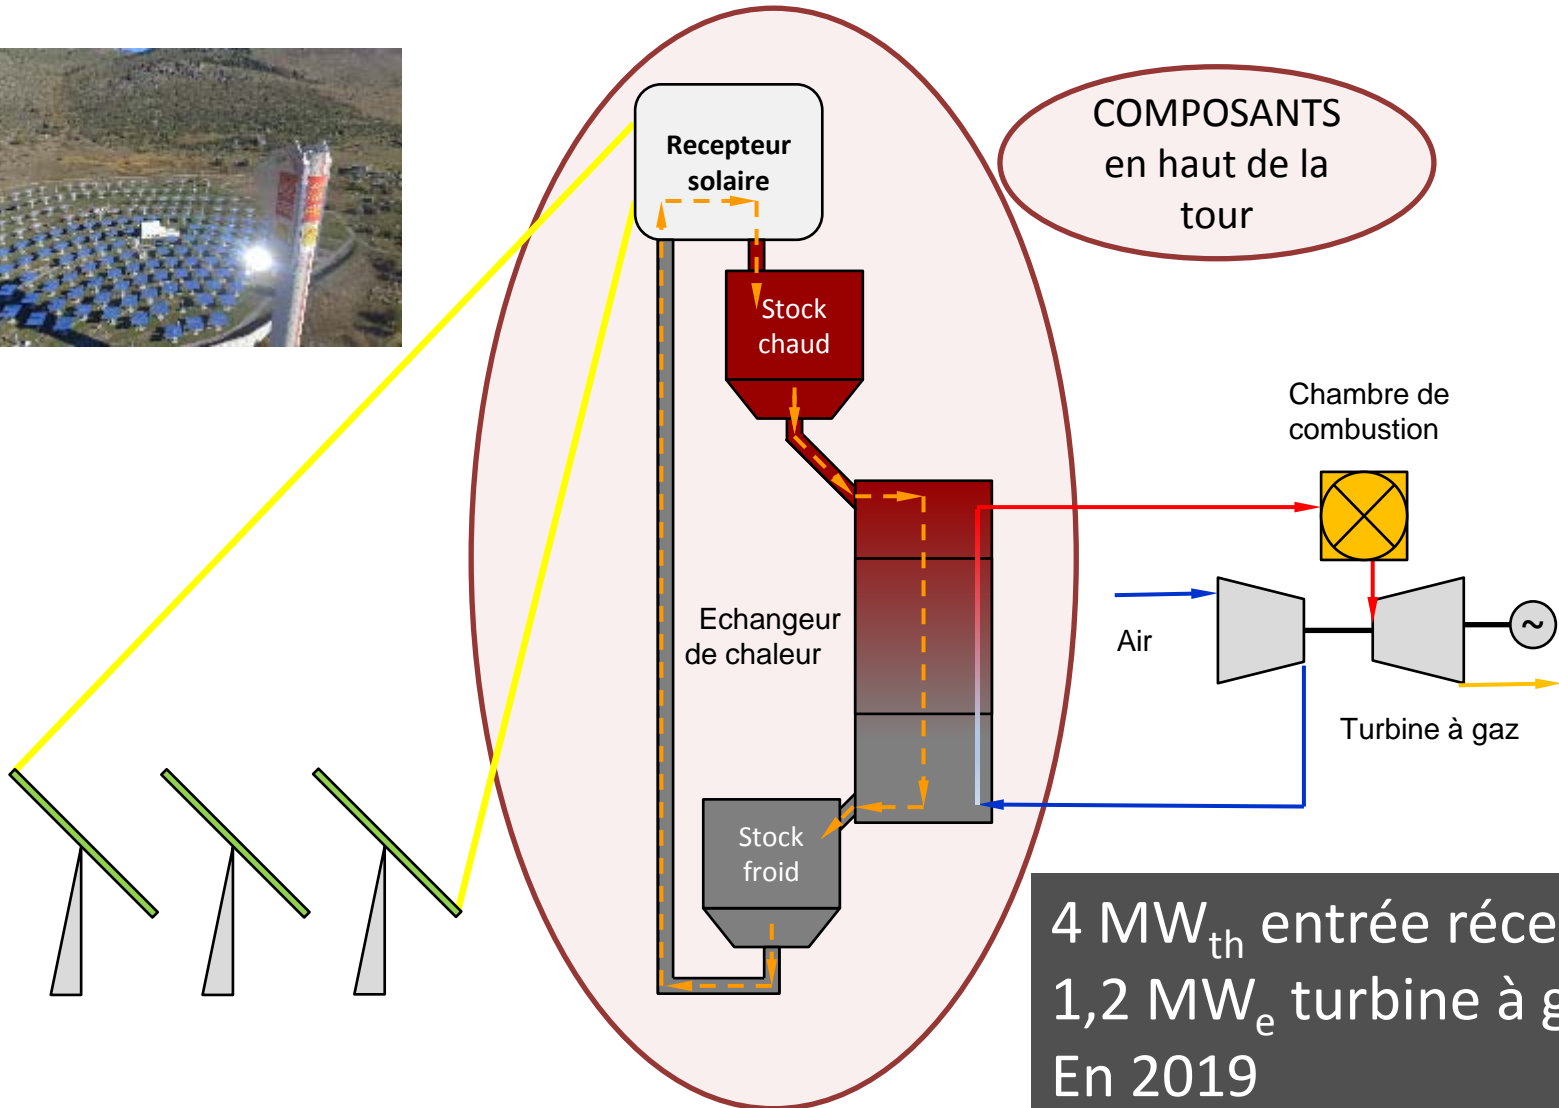 Recepteur
solaire
COMPOSANTS
en haut de la
tour
Stock
chaud
Chambre de
combustion
Echangeur
de chaleur
Air
~
Turbine à gaz
Stock
froid
4 MWth entrée réce
1,2 MWe turbine à g
En 2019